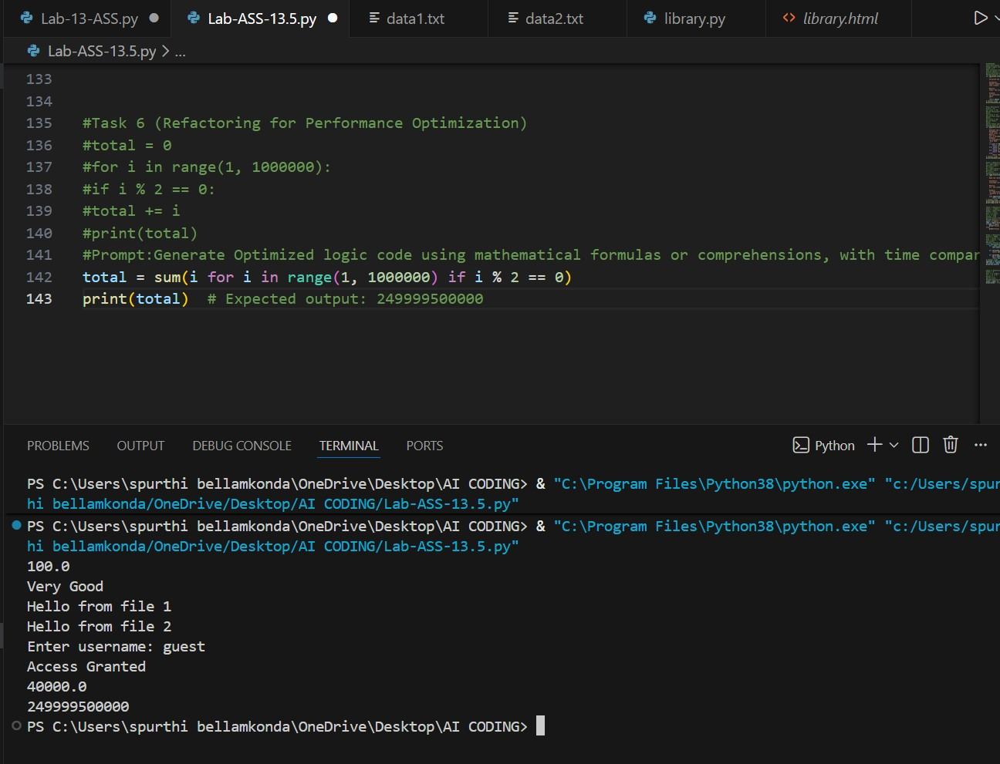 Lab-13-ASS.py
Lab-ASS-13.5.py
data1.txt
data2.txt
library.py
library.html
Lab-ASS-13.5.py > ...
133
134
135 #Task 6 (Refactoring for Performance Optimization)
136 #total = 0
137 #for i in range(1, 1000000):
138 #if i % 2 == 0:
139 #total += i
140 #print(total)
141 #Prompt:Generate Optimized logic code using mathematical formulas or comprehensions, with time compar
142 total = sum(i for i in range(1, 1000000) if i % 2 == 0)
143 print(total)  # Expected output: 249999500000
PROBLEMS OUTPUT DEBUG CONSOLE TERMINAL PORTS
Python
PS C:\Users\spurthi bellamkonda\OneDrive\Desktop\AI CODING> & "C:\Program Files\Python38\python.exe" "c:/Users/spur
hi bellamkonda/OneDrive/Desktop/AI CODING/Lab-ASS-13.5.py"
PS C:\Users\spurthi bellamkonda\OneDrive\Desktop\AI CODING> & "C:\Program Files\Python38\python.exe" "c:/Users/spur
hi bellamkonda/OneDrive/Desktop/AI CODING/Lab-ASS-13.5.py"
100.0
Very Good
Hello from file 1
Hello from file 2
Enter username: guest
Access Granted
40000.0
249999500000
PS C:\Users\spurthi bellamkonda\OneDrive\Desktop\AI CODING>